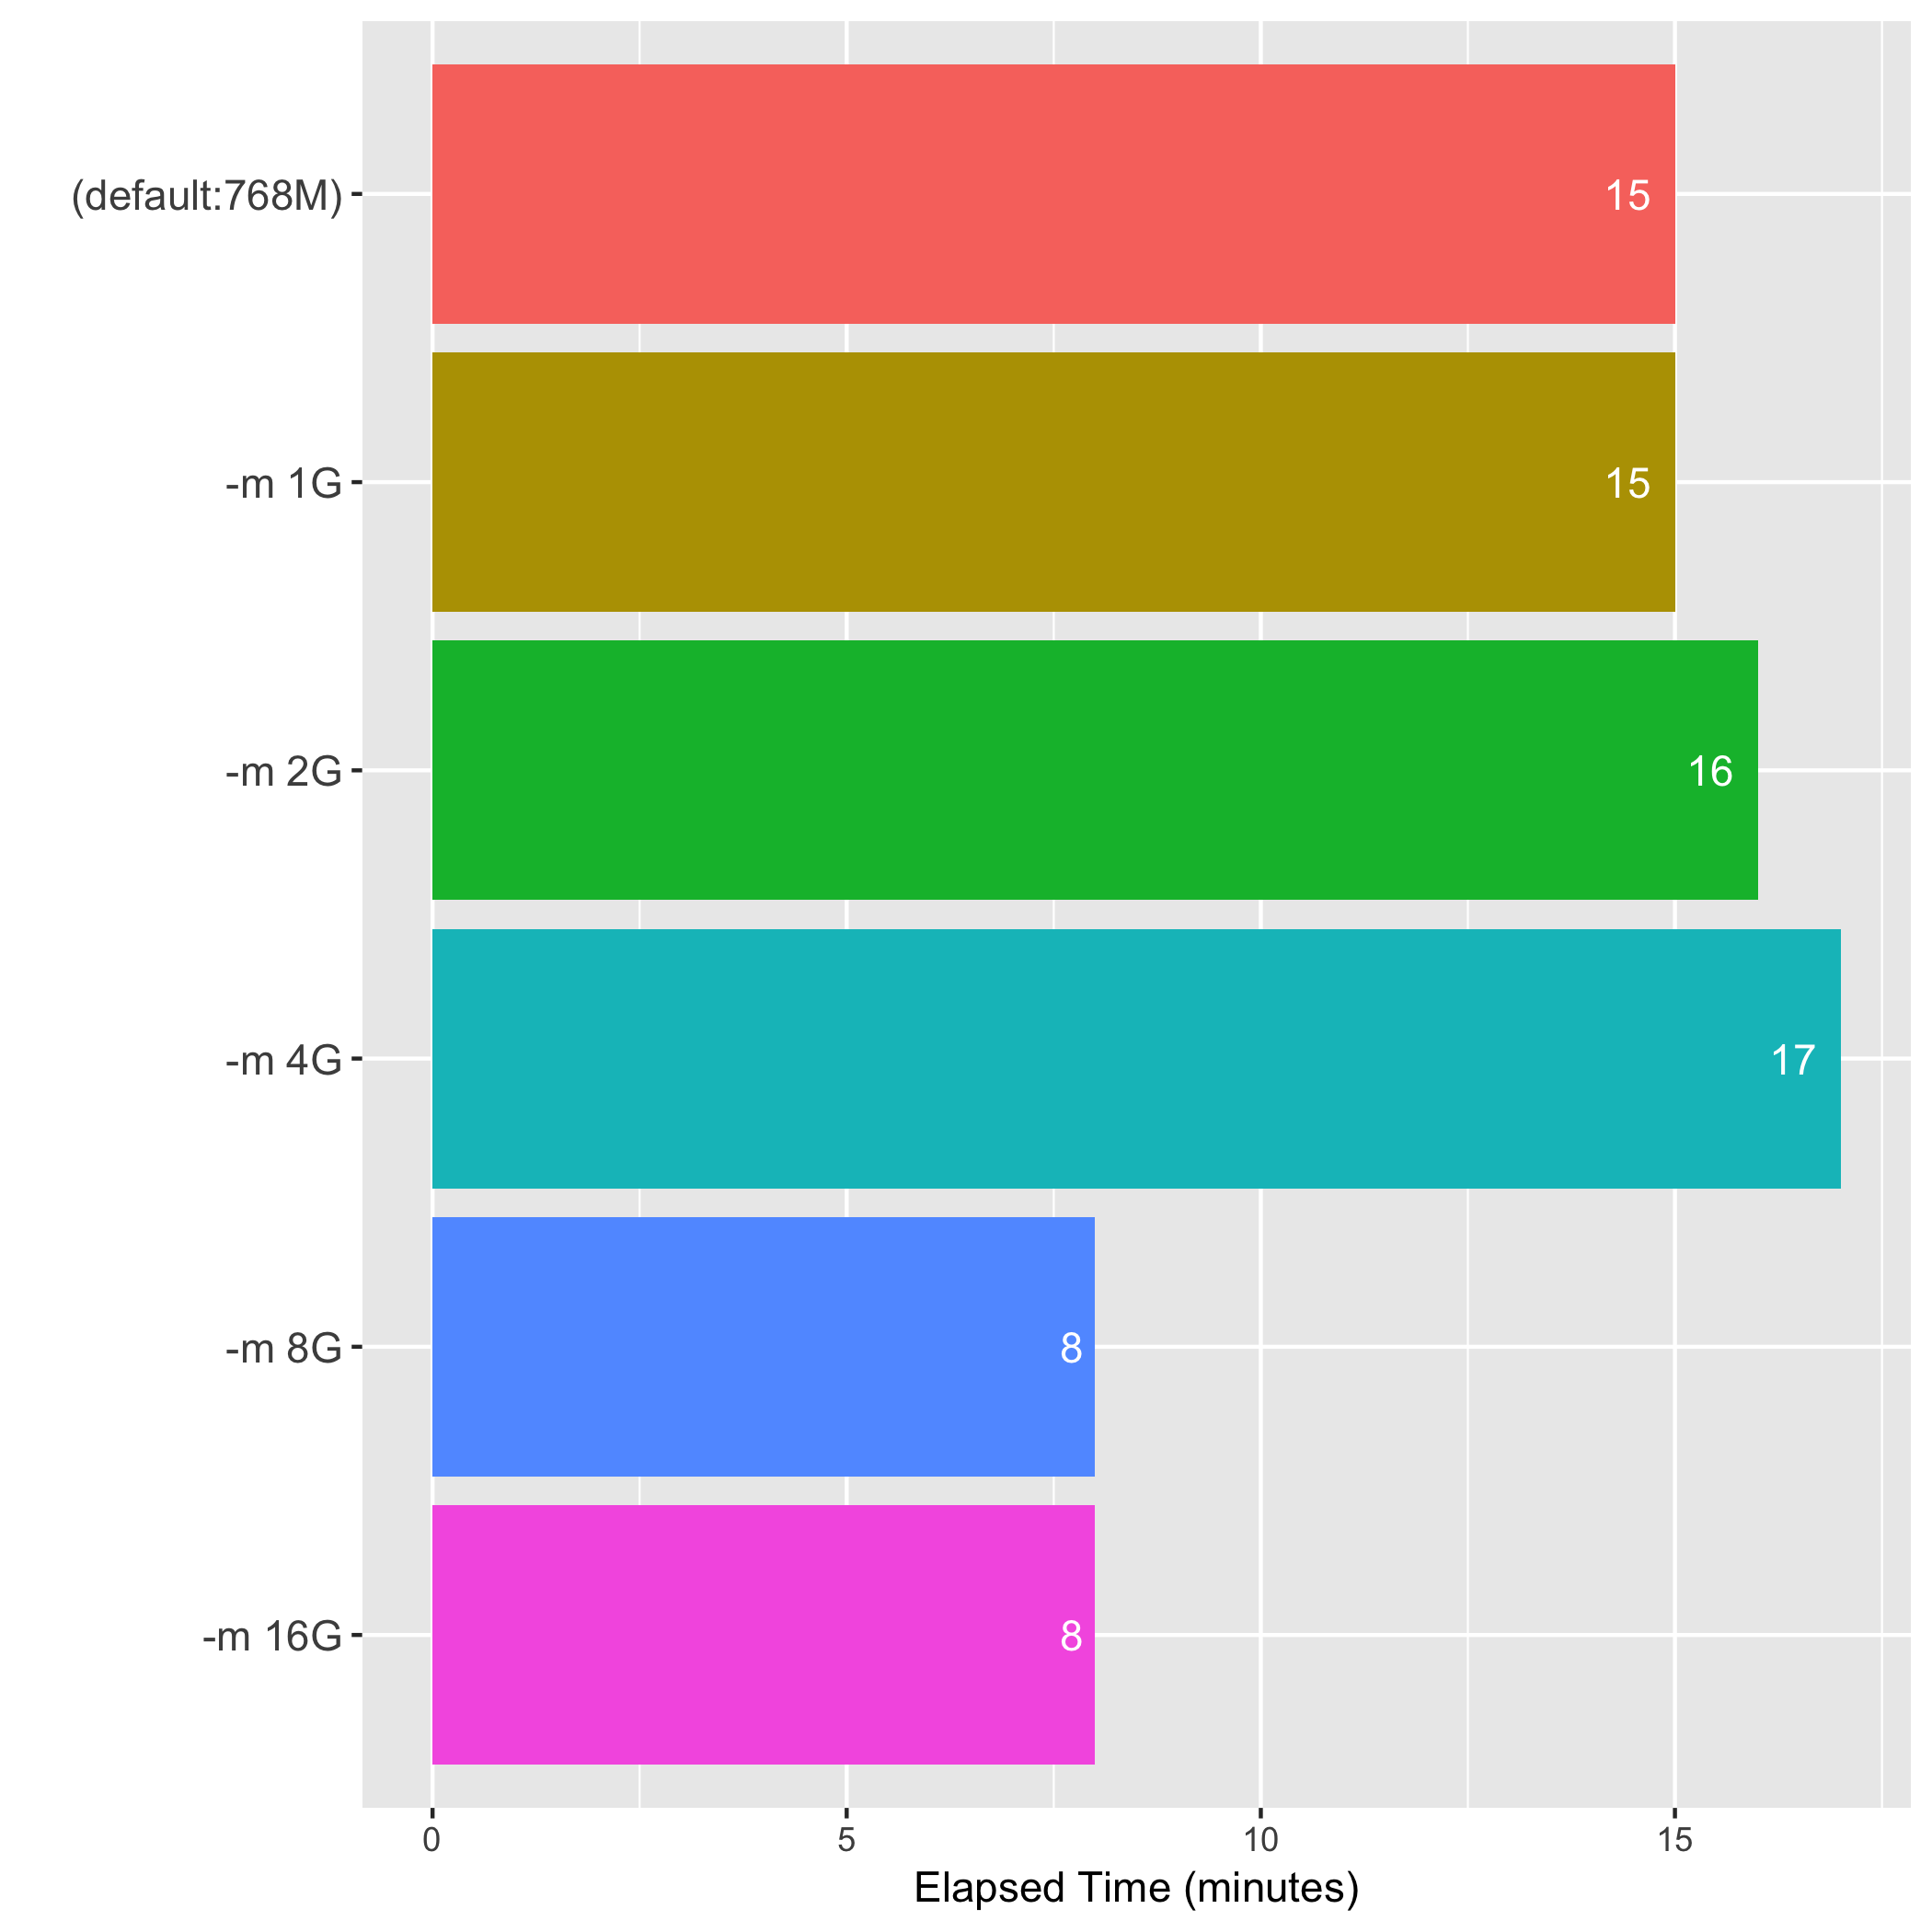 (default:768M)
15
-m 1G
15
-m 2G
16
-m 4G
17
-m 8G
8
-m 16G
8
0 5 10 15
Elapsed Time (minutes)